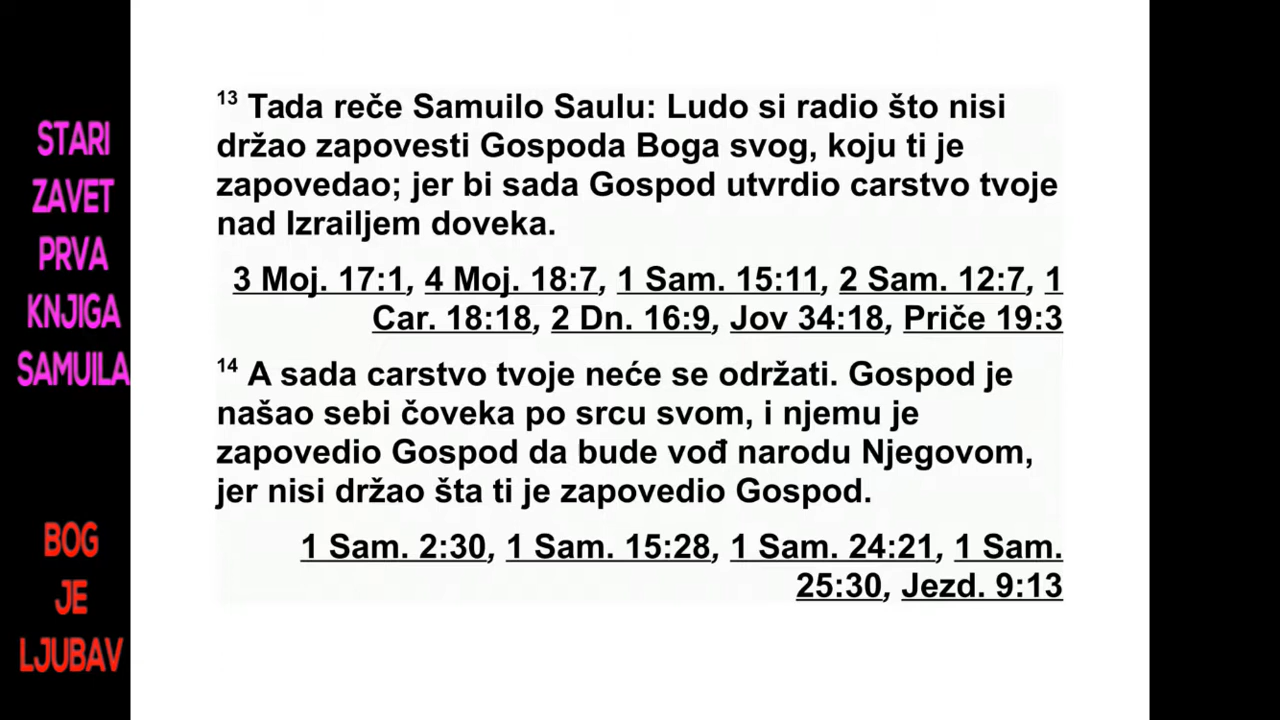 STARI
ZAVET
PRVA
KNJIGA
SAMUILA
BOG
JE
LJUBAV
13 Tada reče Samuilo Saulu: Ludo si radio što nisi
držao zapovesti Gospoda Boga svog, koju ti je
zapovedao; jer bi sada Gospod utvrdio carstvo tvoje
nad Izrailjem doveka.
3 Moj. 17:1, 4 Moj. 18:7, 1 Sam. 15:11, 2 Sam. 12:7, 1
Car. 18:18, 2 Dn. 16:9, Jov 34:18, Priče 19:3
14 A sada carstvo tvoje neće se održati. Gospod je
našao sebi čoveka po srcu svom, i njemu je
zapovedio Gospod da bude vođ narodu Njegovom,
jer nisi držao šta ti je zapovedio Gospod.
1 Sam. 2:30, 1 Sam. 15:28, 1 Sam. 24:21, 1 Sam.
25:30, Jezd. 9:13